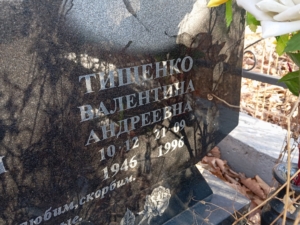 ТИЩЕНКО
ВАЛЕНТИНА
АНДРЕЕВНА
10·12 21·09
1946 - 1996
Любим, скорбим.